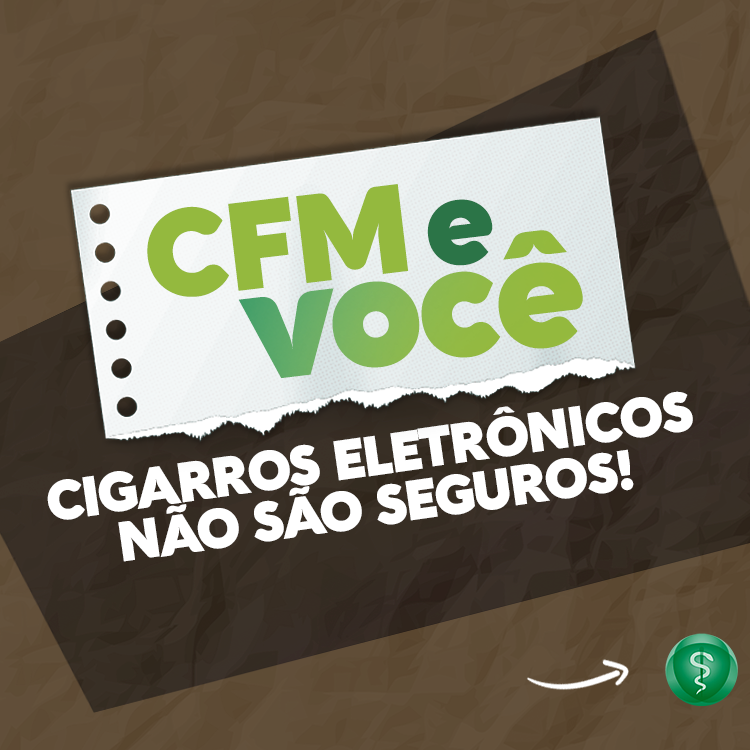 CFM e
VOCÊ
CIGARROS ELETRÔNICOS
NÃO SÃO SEGUROS!